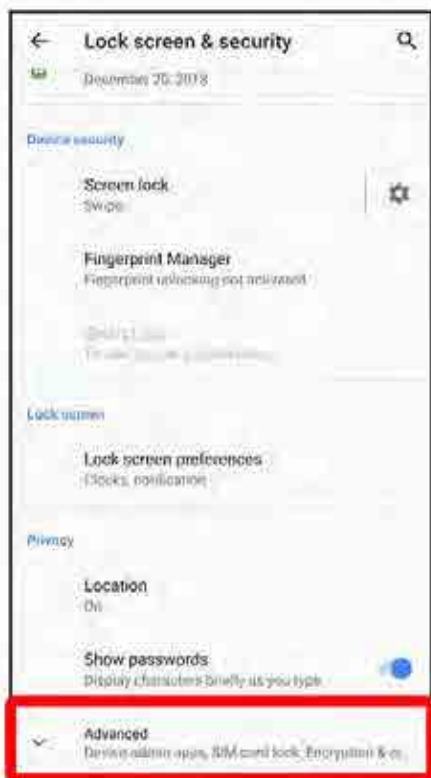 Lock screen & security
December 20, 2018
Device security
Screen lock
Swipe
Fingerprint Manager
Fingerprint unlocking not activated
Lock screen
Lock screen preferences
Clocks, notification
Privacy
Location
On
Show passwords
Display characters briefly as you type
Advanced
Device admin apps, SIM card lock, Encryption & cr..